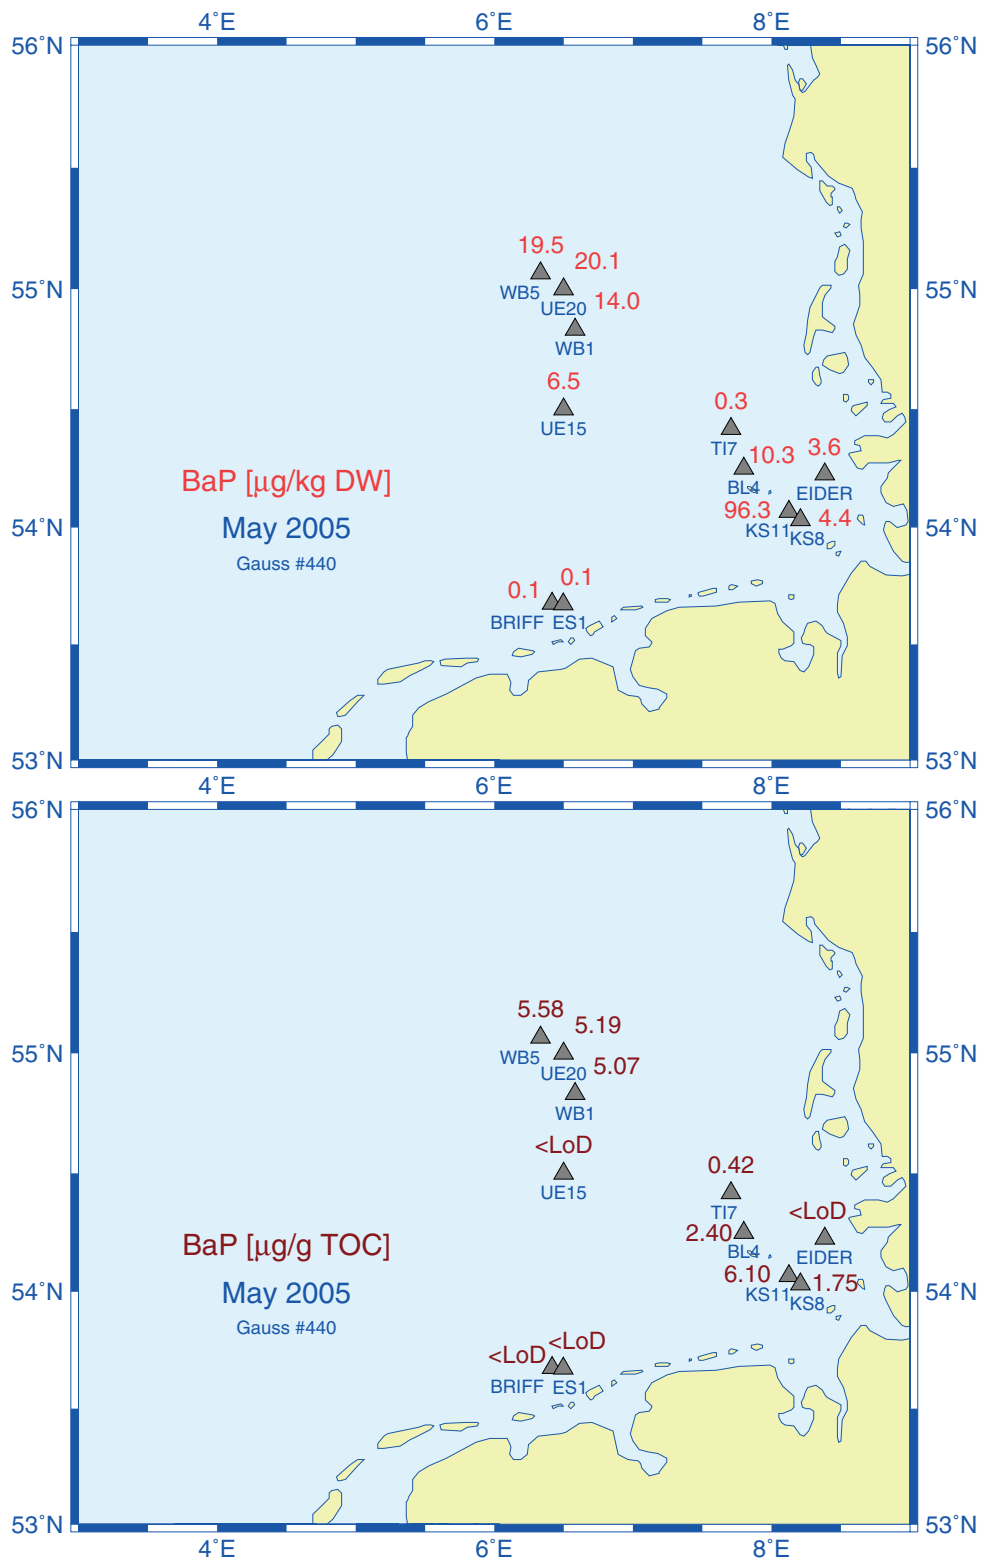 4°E 6°E 8°E
56°N 56°N
19.5
20.1
WB5
55°N 55°N
14.0
UE20
WB1
6.5
0.3
UE15
TI7
10.3 3.6
BaP [µg/kg DW]
BL4 EIDER
96.3 4.4
May 2005
54°N 54°N
KS11 KS8
Gauss #440
0.1 0.1
BRIFF ES1
53°N 53°N
4°E 6°E 8°E
56°N 56°N
5.58
5.19
55°N 55°N
WB5
5.07
UE20
WB1
<LoD
0.42
UE15
TI7 <LoD
2.40
BaP [µg/g TOC]
BL4 EIDER
6.10 1.75
May 2005
54°N 54°N
KS11 KS8
Gauss #440
<LoD <LoD
BRIFF ES1
53°N 53°N
4°E 6°E 8°E